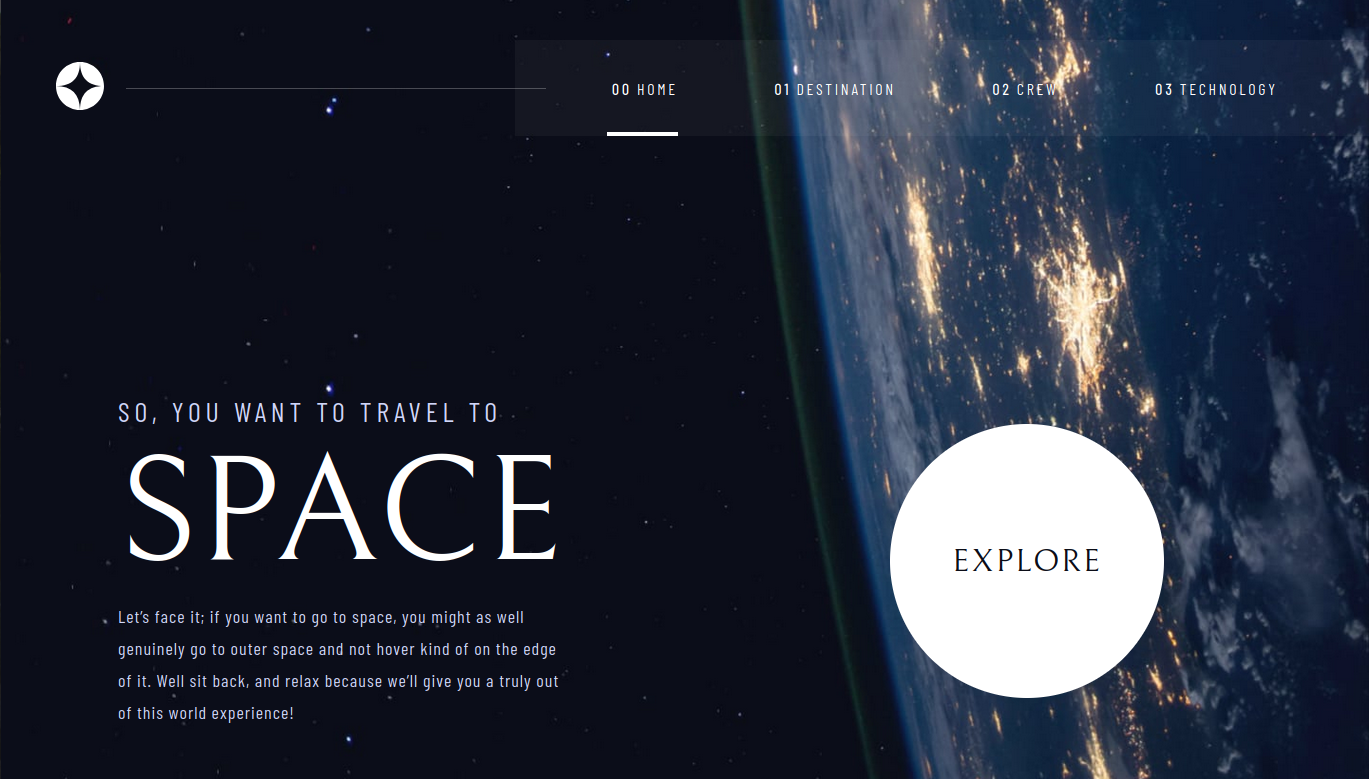 00 HOME 01 DESTINATION 02 CREW 03 TECHNOLOGY
SO, YOU WANT TO TRAVEL TO
SPACE
EXPLORE
Let’s face it; if you want to go to space, you might as well
genuinely go to outer space and not hover kind of on the edge
of it. Well sit back, and relax because we’ll give you a truly out
of this world experience!